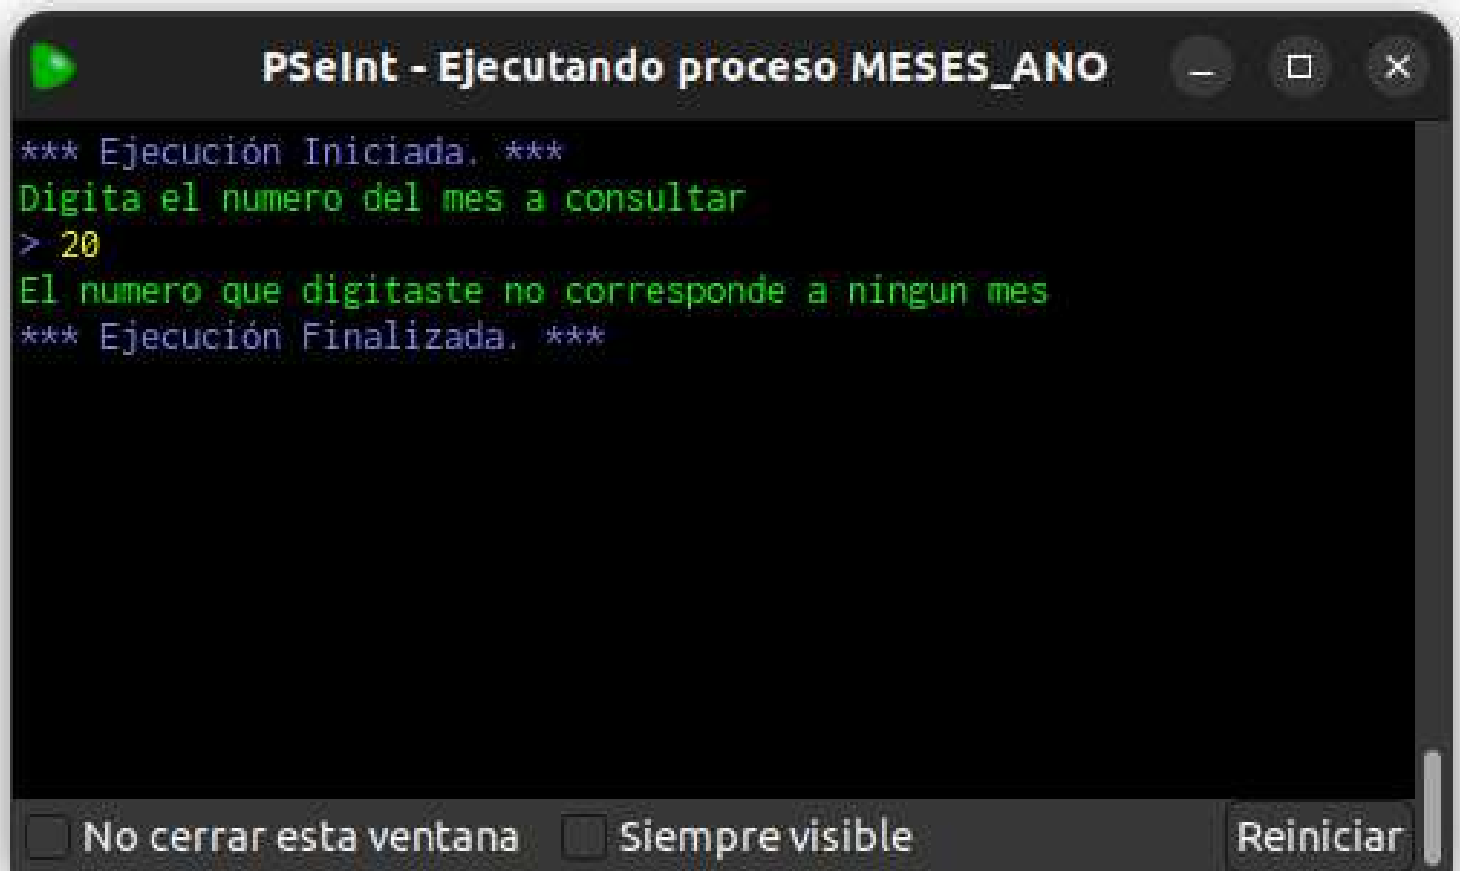 PSeInt - Ejecutando proceso MESES_ANO
*** Ejecución Iniciada. ***
Digita el numero del mes a consultar
> 20
El numero que digitaste no corresponde a ningun mes
*** Ejecución Finalizada. ***
No cerrar esta ventana Siempre visible Reiniciar